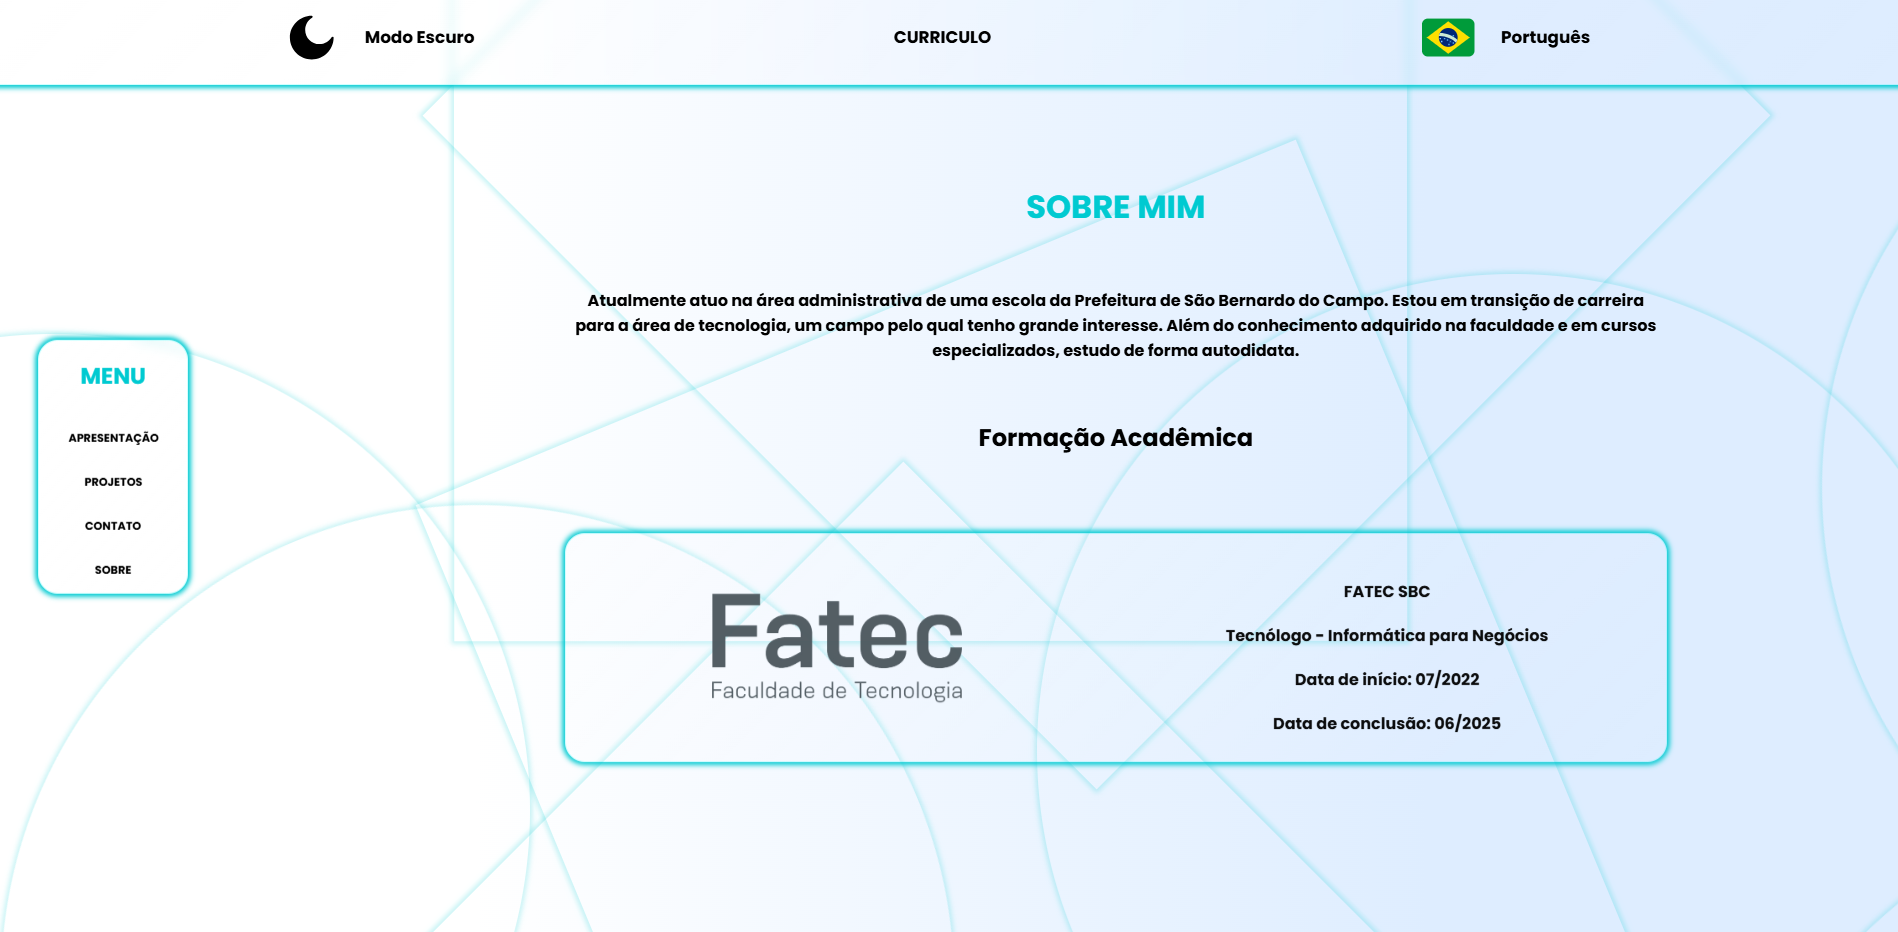 Modo Escuro
CURRICULO
Português
SOBRE MIM
Atualmente atuo na área administrativa de uma escola da Prefeitura de São Bernardo do Campo. Estou em transição de carreira
para a área de tecnologia, um campo pelo qual tenho grande interesse. Além do conhecimento adquirido na faculdade e em cursos
especializados, estudo de forma autodidata.
MENU
APRESENTAÇÃO
PROJETOS
CONTATO
SOBRE
Formação Acadêmica
Fatec
Faculdade de Tecnologia
FATEC SBC
Tecnólogo - Informática para Negócios
Data de início: 07/2022
Data de conclusão: 06/2025